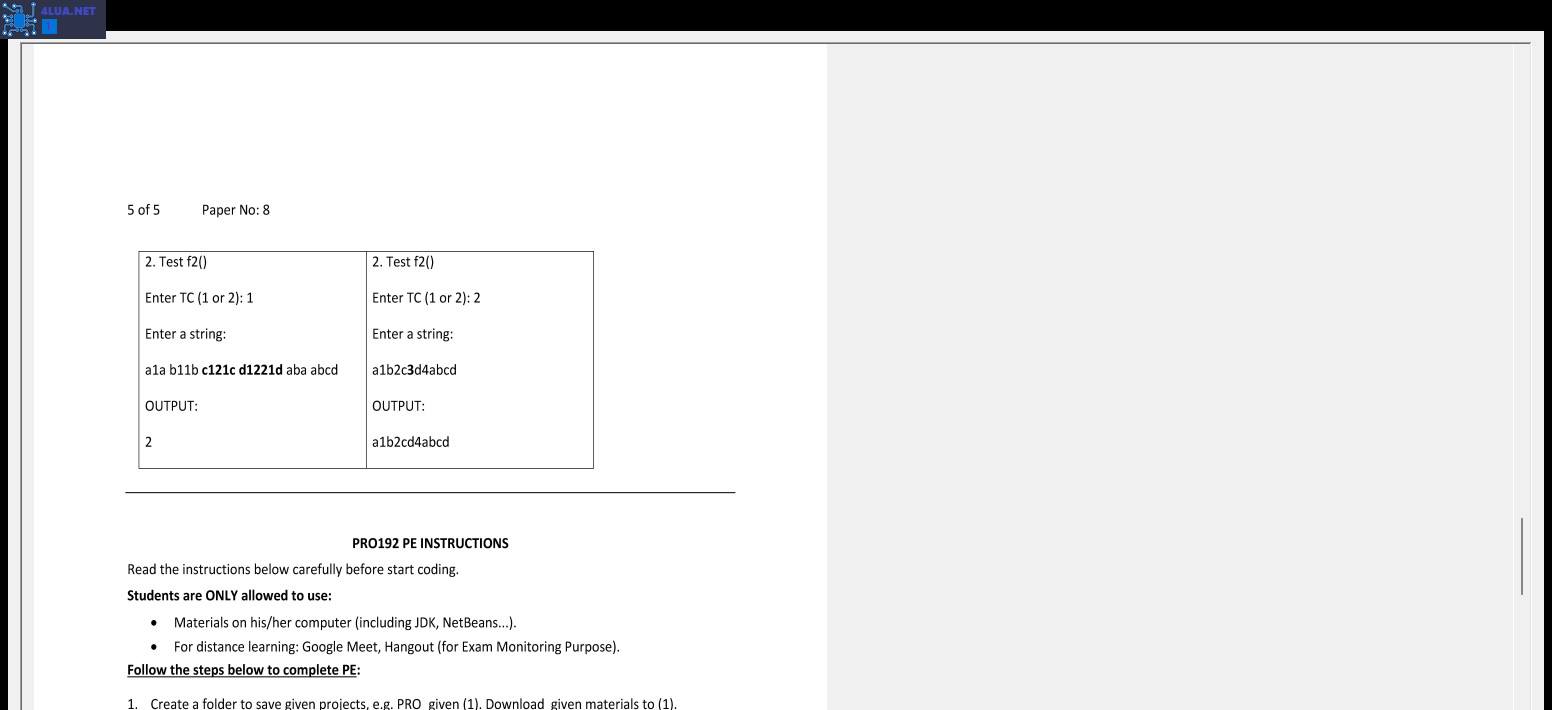 4LUA.NET
5 of 5 Paper No: 8
2. Test f2() 2. Test f2()
Enter TC (1 or 2): 1 Enter TC (1 or 2): 2
Enter a string: Enter a string:
a1a b11b c121c d1221d aba abcd a1b2c3d4abcd
OUTPUT: OUTPUT:
2 a1b2cd4abcd
PRO192 PE INSTRUCTIONS
Read the instructions below carefully before start coding.
Students are ONLY allowed to use:
• Materials on his/her computer (including JDK, NetBeans...).
• For distance learning: Google Meet, Hangout (for Exam Monitoring Purpose).
Follow the steps below to complete PE:
1. Create a folder to save given projects, e.g. PRO_given (1). Download given materials to (1).